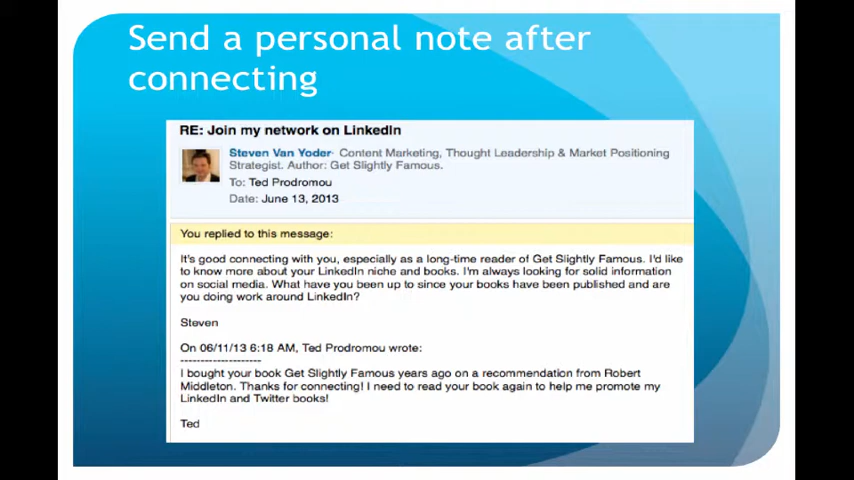 Send a personal note after
connecting
RE: Join my network on LinkedIn
Steven Van Yoder· Content Marketing, Thought Leadership & Market Positioning
Strategist. Author: Get Slightly Famous.
To: Ted Prodromou
Date: June 13, 2013
You replied to this message:
It's good connecting with you, especially as a long-time reader of Get Slightly Famous. I'd like
to know more about your LinkedIn niche and books. I'm always looking for solid information
on social media. What have you been up to since your books have been published and are
you doing work around LinkedIn?
Steven
On 06/11/13 6:18 AM, Ted Prodromou wrote:
--------------------
I bought your book Get Slightly Famous years ago on a recommendation from Robert
Middleton. Thanks for connecting! I need to read your book again to help me promote my
LinkedIn and Twitter books!
Ted